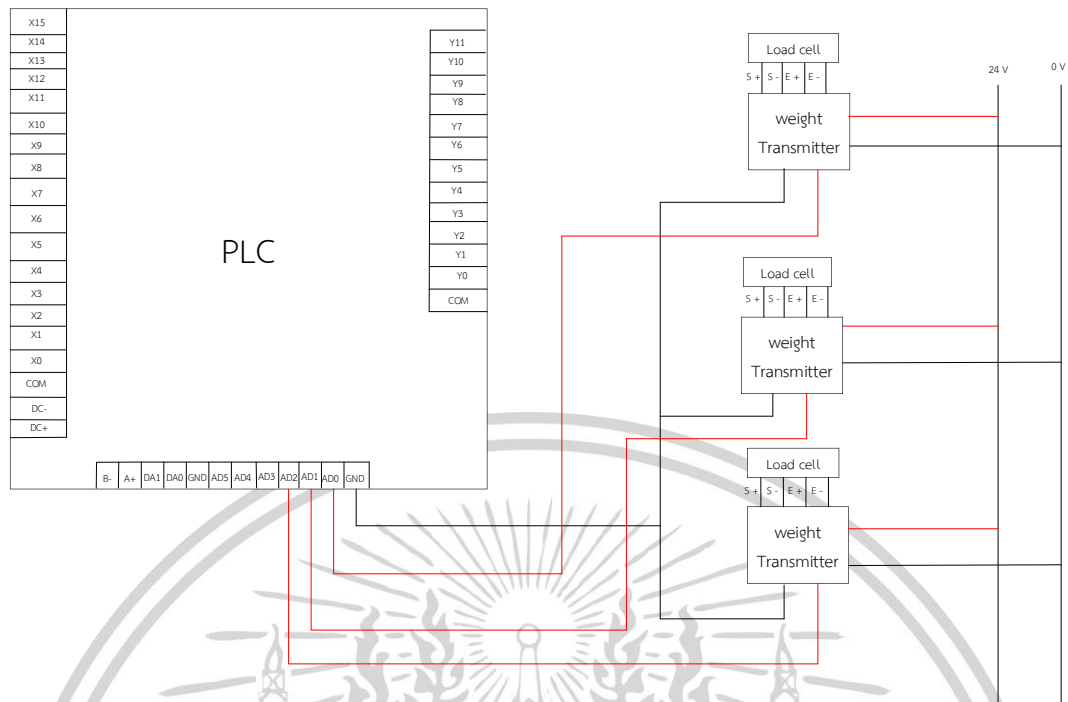 X15
X14
X13
X12
X11
X10
X9
X8
X7
X6
X5
X4
X3
X2
X1
X0
COM
DC-
DC+
PLC
Y11
Y10
Y9
Y8
Y7
Y6
Y5
Y4
Y3
Y2
Y1
Y0
COM
B- A+ DA1 DA0 GND AD5 AD4 AD3 AD2 AD1 AD0 GND
Load cell
S + S - E + E -
weight
Transmitter
Load cell
S + S - E + E -
weight
Transmitter
Load cell
S + S - E + E -
weight
Transmitter
24 V
0 V